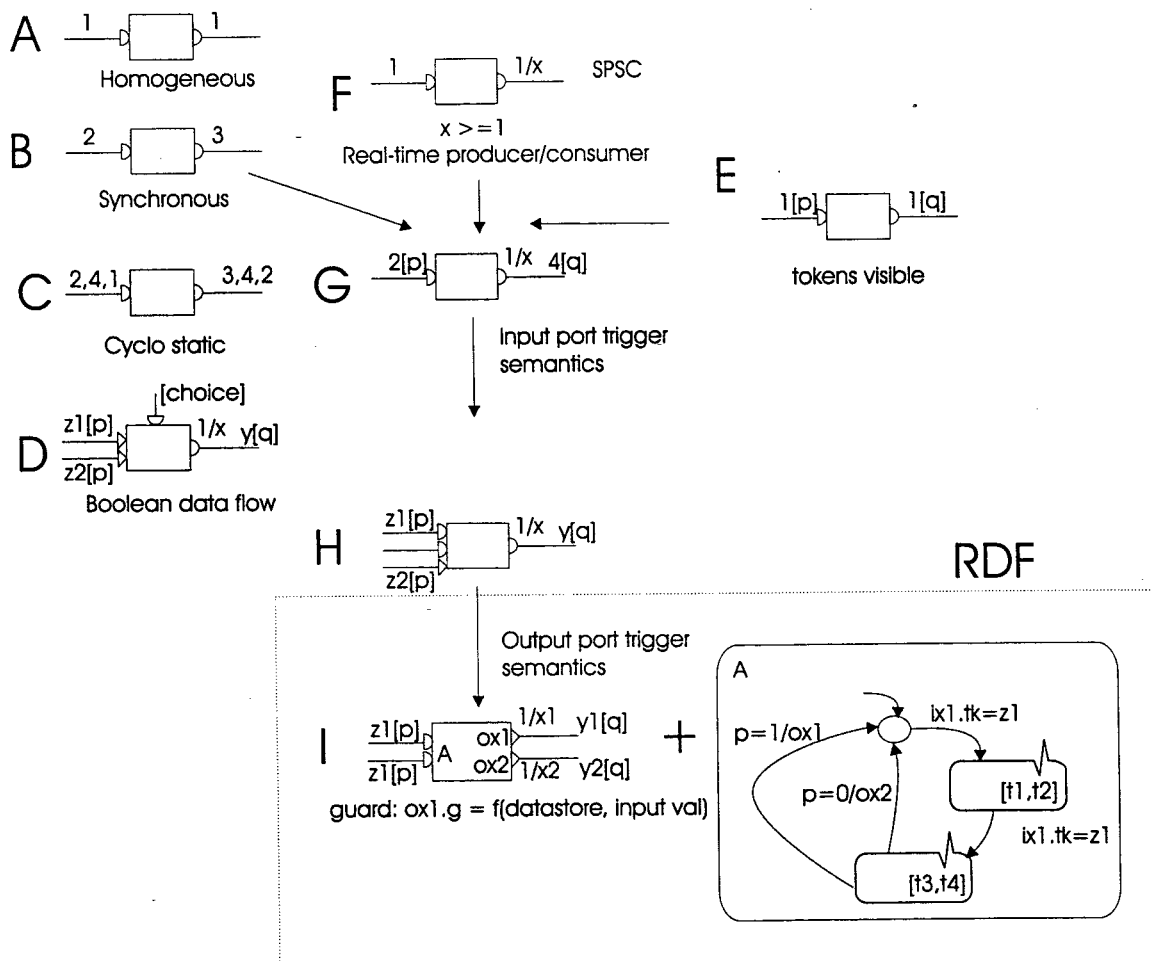 A
1
1
Homogeneous
F
1
1/x
SPSC
x >=1
Real-time producer/consumer
B
2
3
Synchronous
E
1[p]
1[q]
tokens visible
C
2,4,1
3,4,2
Cyclo static
G
2[p]
1/x
4[q]
Input port trigger
semantics
D
[choice]
z1[p]
z2[p]
1/x
y[q]
Boolean data flow
H
z1[p]
z2[p]
1/x
y[q]
RDF
Output port trigger
semantics
I
z1[p]
z1[p]
A
ox1
ox2
1/x1
y1[q]
1/x2
y2[q]
guard: ox1.g = f(datastore, input val)
+
A
p=1/ox1
ix1.tk=z1
p=0/ox2
[t1,t2]
ix1.tk=z1
[t3,t4]